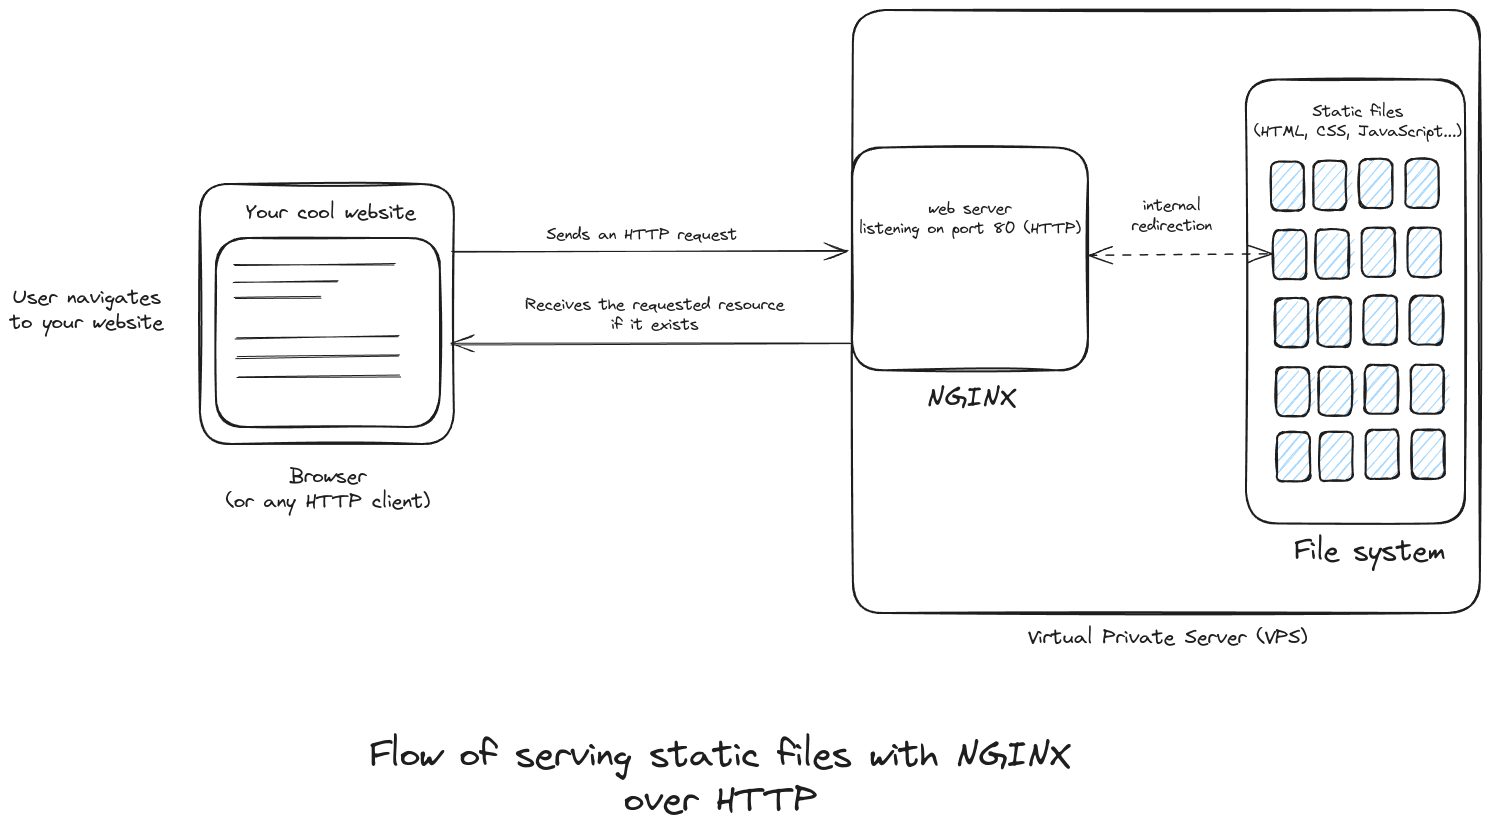 Static files
(HTML, CSS, JavaScript...)
Your cool website
web server
listening on port 80 (HTTP)
internal
redirection
Sends an HTTP request
User navigates
to your website
Receives the requested resource
if it exists
NGINX
Browser
(or any HTTP client)
File system
Virtual Private Server (VPS)
Flow of serving static files with NGINX
over HTTP